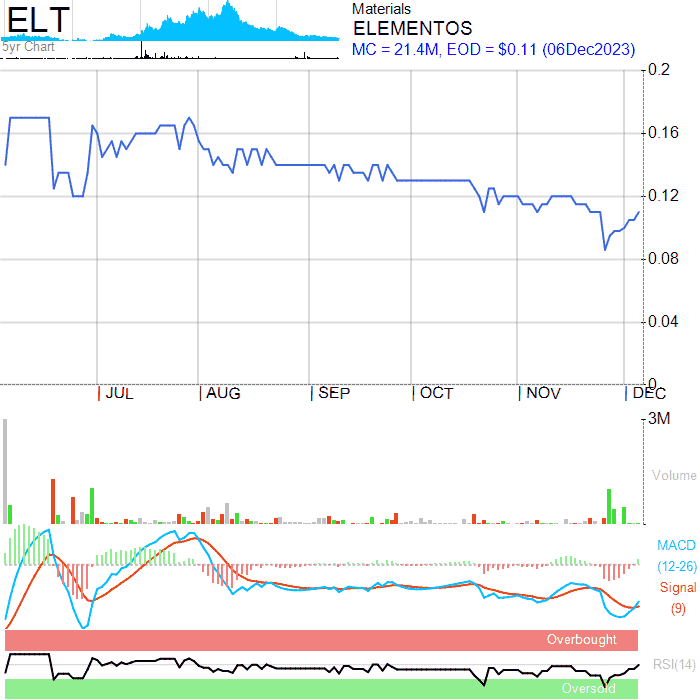 ELT
5yr Chart
Materials
ELEMENTOS
MC = 21.4M, EOD = $0.11 (06Dec2023)
0.2
0.16
0.12
0.08
0.04
0
JUL AUG SEP OCT NOV DEC
3M
Volume
MACD
(12-26)
Signal
(9)
Overbought
RSI(14)
Oversold